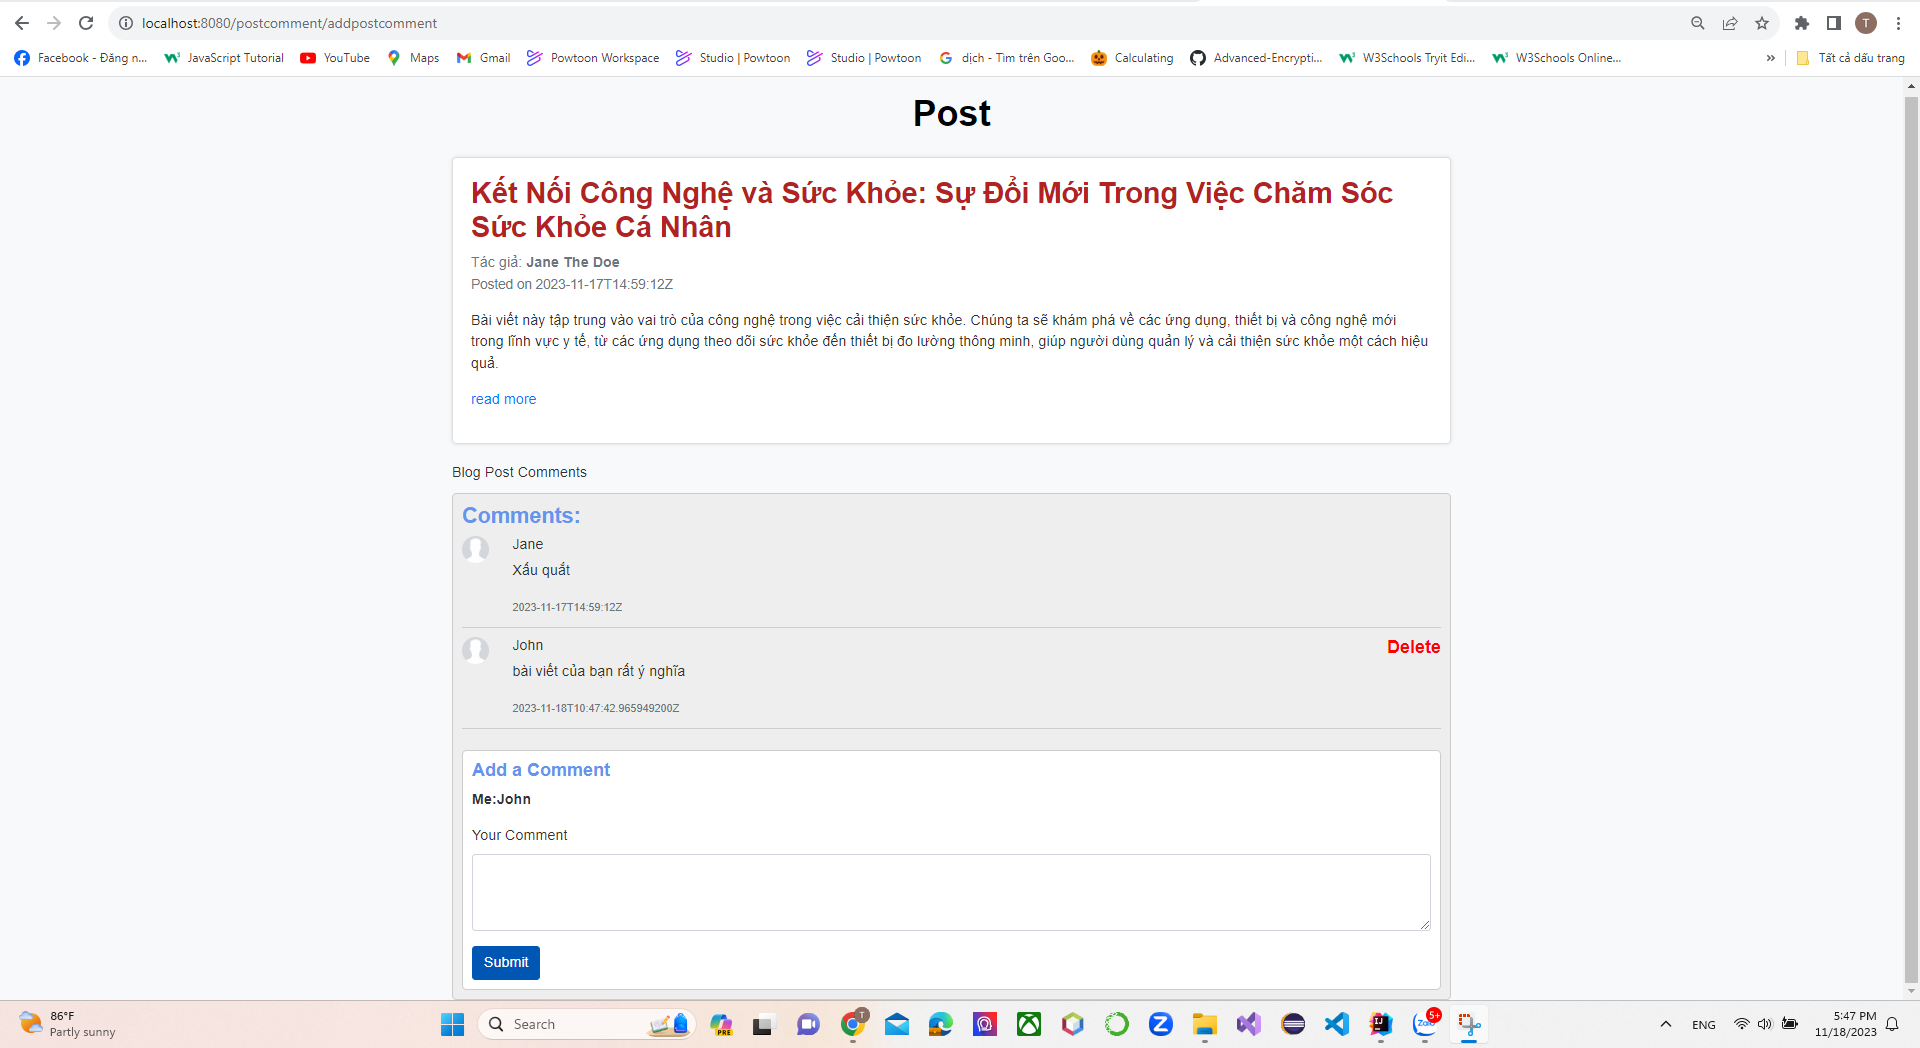 localhost:8080/postcomment/addpostcomment
T
Facebook - Đăng n...
JavaScript Tutorial
YouTube
Maps
Gmail
Powtoon Workspace
Studio | Powtoon
Studio | Powtoon
dịch - Tìm trên Goo...
Calculating
Advanced-Encrypti...
W3Schools Tryit Edi...
W3Schools Online...
»
Tất cả dấu trang
Post
Kết Nối Công Nghệ và Sức Khỏe: Sự Đổi Mới Trong Việc Chăm Sóc
Sức Khỏe Cá Nhân
Tác giả: Jane The Doe
Posted on 2023-11-17T14:59:12Z
Bài viết này tập trung vào vai trò của công nghệ trong việc cải thiện sức khỏe. Chúng ta sẽ khám phá về các ứng dụng, thiết bị và công nghệ mới
trong lĩnh vực y tế, từ các ứng dụng theo dõi sức khỏe đến thiết bị đo lường thông minh, giúp người dùng quản lý và cải thiện sức khỏe một cách hiệu
quả.
read more
Blog Post Comments
Comments:
Jane
Xấu quắt
2023-11-17T14:59:12Z
John
Delete
bài viết của bạn rất ý nghĩa
2023-11-18T10:47:42.965949200Z
Add a Comment
Me:John
Your Comment
Submit
86°F
Partly sunny
Search
PRE
T
Z
Zalo
5+
ENG
5:47 PM
11/18/2023